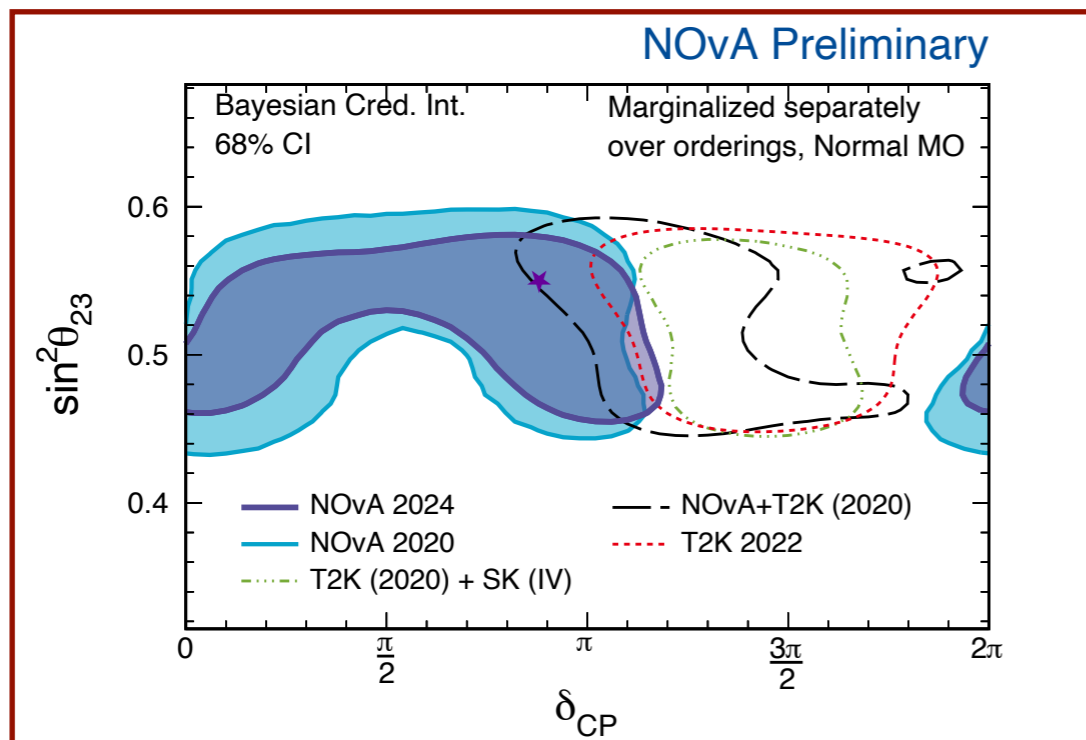 NOvA Preliminary
Bayesian Cred. Int.
68% CI
Marginalized separately
over orderings, Normal MO
0.6
0.5
0.4
sin²θ₂₃
NOvA 2024
NOvA 2020
T2K (2020) + SK (IV)
NOvA+T2K (2020)
T2K 2022
0
π/2
π
3π/2
2π
δ_CP